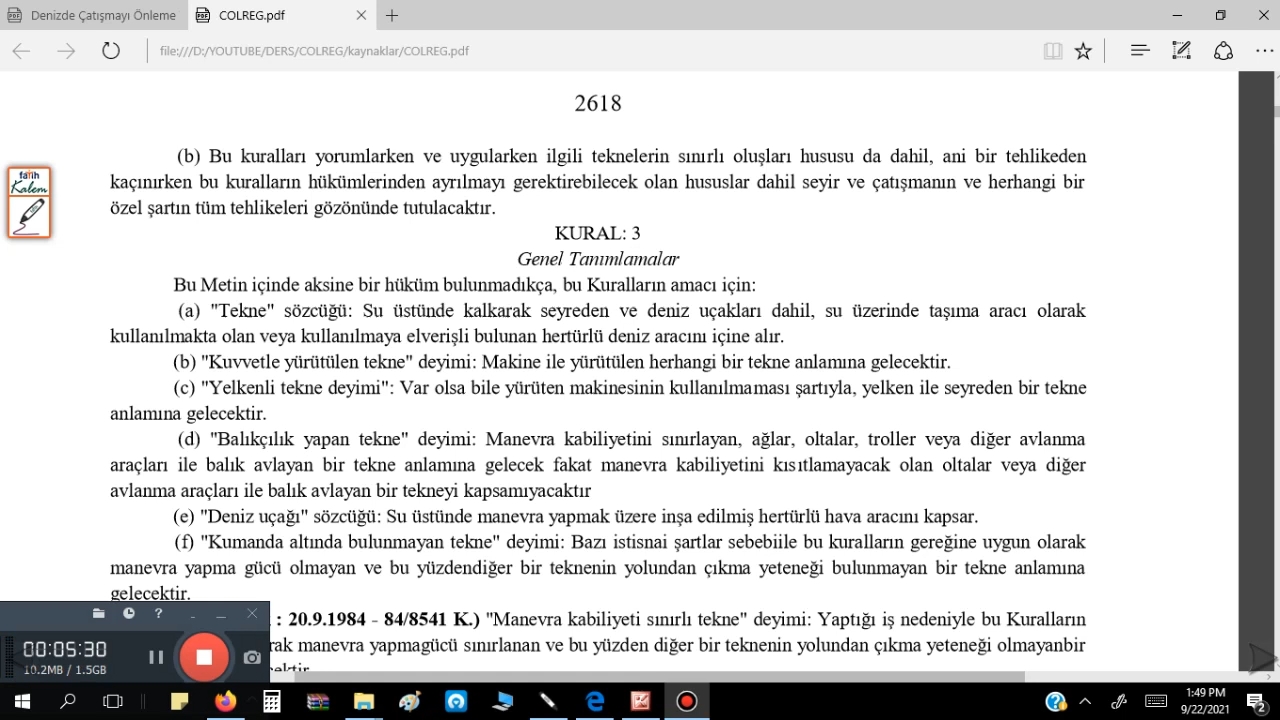 Denizde Çatışmayı Önleme
COLREG.pdf
file:///D:/YOUTUBE/DERS/COLREG/kaynaklar/COLREG.pdf
2618
(b) Bu kuralları yorumlarken ve uygularken ilgili teknelerin sınırlı oluşları hususu da dahil, ani bir tehlikeden
kaçınırken bu kuralların hükümlerinden ayrılmayı gerektirebilecek olan hususlar dahil seyir ve çatışmanın ve herhangi bir
özel şartın tüm tehlikeleri gözönünde tutulacaktır.
fatih
Kalem
KURAL: 3
Genel Tanımlamalar
Bu Metin içinde aksine bir hüküm bulunmadıkça, bu Kuralların amacı için:
(a) "Tekne" sözcüğü: Su üstünde kalkarak seyreden ve deniz uçakları dahil, su üzerinde taşıma aracı olarak
kullanılmakta olan veya kullanılmaya elverişli bulunan hertürlü deniz aracını içine alır.
(b) "Kuvvetle yürütülen tekne" deyimi: Makine ile yürütülen herhangi bir tekne anlamına gelecektir.
(c) "Yelkenli tekne deyimi": Var olsa bile yürüten makinesinin kullanılmaması şartıyla, yelken ile seyreden bir tekne
anlamına gelecektir.
(d) "Balıkçılık yapan tekne" deyimi: Manevra kabiliyetini sınırlayan, ağlar, oltalar, troller veya diğer avlanma
araçları ile balık avlayan bir tekne anlamına gelecek fakat manevra kabiliyetini kısıtlamayacak olan oltalar veya diğer
avlanma araçları ile balık avlayan bir tekneyi kapsamıyacaktır
(e) "Deniz uçağı" sözcüğü: Su üstünde manevra yapmak üzere inşa edilmiş hertürlü hava aracını kapsar.
(f) "Kumanda altında bulunmayan tekne" deyimi: Bazı istisnai şartlar sebebiile bu kuralların gereğine uygun olarak
manevra yapma gücü olmayan ve bu yüzdendiğer bir teknenin yolundan çıkma yeteneği bulunmayan bir tekne anlamına
gelecektir.
: 20.9.1984 - 84/8541 K.) "Manevra kabiliyeti sınırlı tekne" deyimi: Yaptığı iş nedeniyle bu Kuralların
rak manevra yapmagücü sınırlanan ve bu yüzden diğer bir teknenin yolundan çıkma yeteneği olmayanbir
00:05:30
10.2MB / 1.5GB
1:49 PM
9/22/2021
2